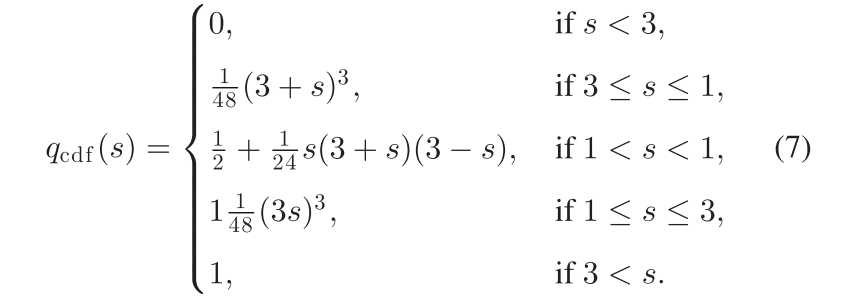 0, if s < 3,
1/48 (3 + s)³, if 3 ≤ s ≤ 1,
q_cdf(s) = { 1/2 + 1/24 s(3 + s)(3 − s), if 1 < s < 1, (7)
1 1/48 (3s)³, if 1 ≤ s ≤ 3,
1, if 3 < s.